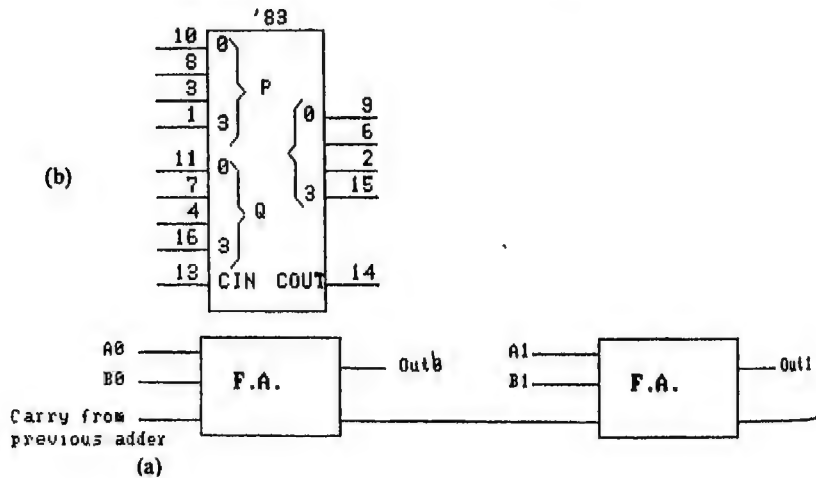 '83
10 0
8
3 P
1 3
0 9
6
2
3 15
11 0
7
4 Q
16 3
13 CIN COUT 14
(b)
A0
B0
F.A.
Out0
A1
B1
F.A.
Out1
Carry from
previous adder
(a)